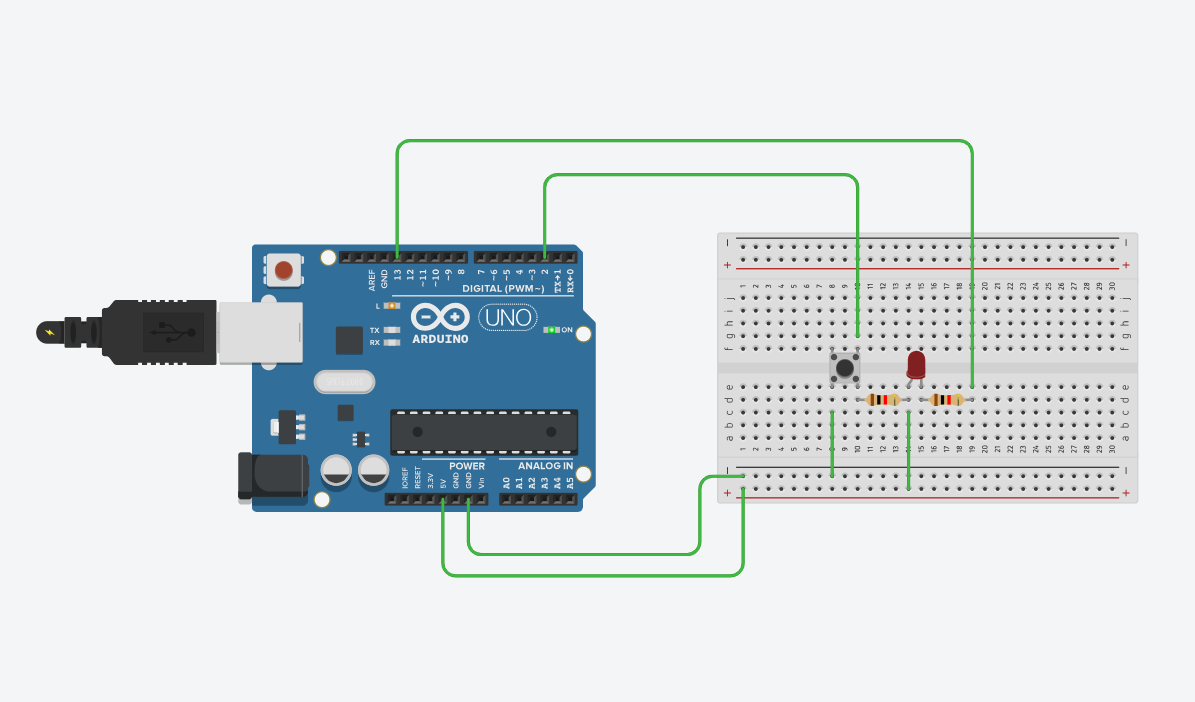 AREF
GND
13
12
~11
~10
~9
8
7
~6
~5
4
~3
2
TX→1
RX←0
DIGITAL (PWM~)
L
TX
RX
UNO
ARDUINO
ON
POWER
ANALOG IN
IOREF
RESET
3.3V
5V
GND
GND
Vin
A0
A1
A2
A3
A4
A5
− −
+ +
1 2 3 4 5 6 7 8 9 10 11 12 13 14 15 16 17 18 19 20 21 22 23 24 25 26 27 28 29 30
j j
i i
h h
g g
f f
e e
d d
c c
b b
a a
1 2 3 4 5 6 7 8 9 10 11 12 13 14 15 16 17 18 19 20 21 22 23 24 25 26 27 28 29 30
− −
+ +